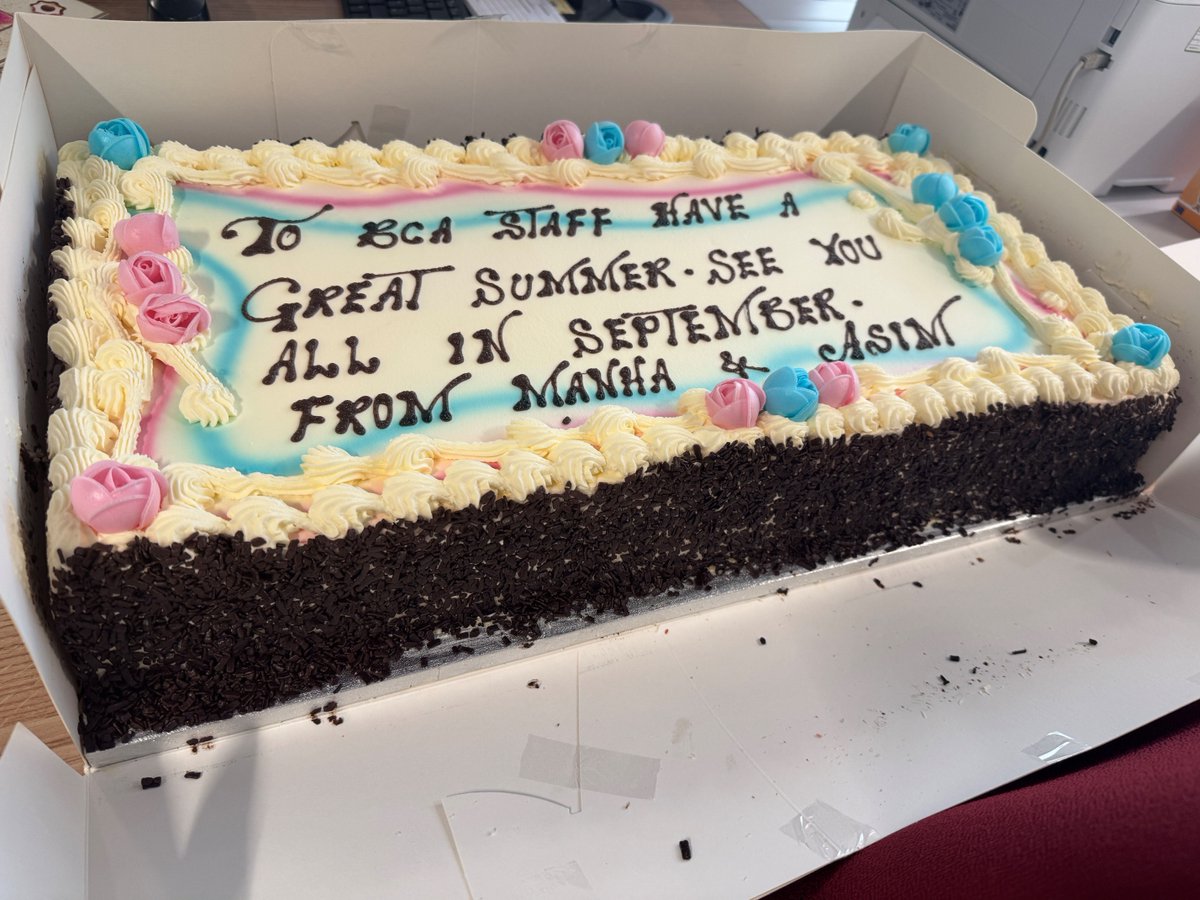 TO BCA STAFF HAVE A
GREAT SUMMER. SEE YOU
ALL IN SEPTEMBER.
FROM MANHA & ASIM